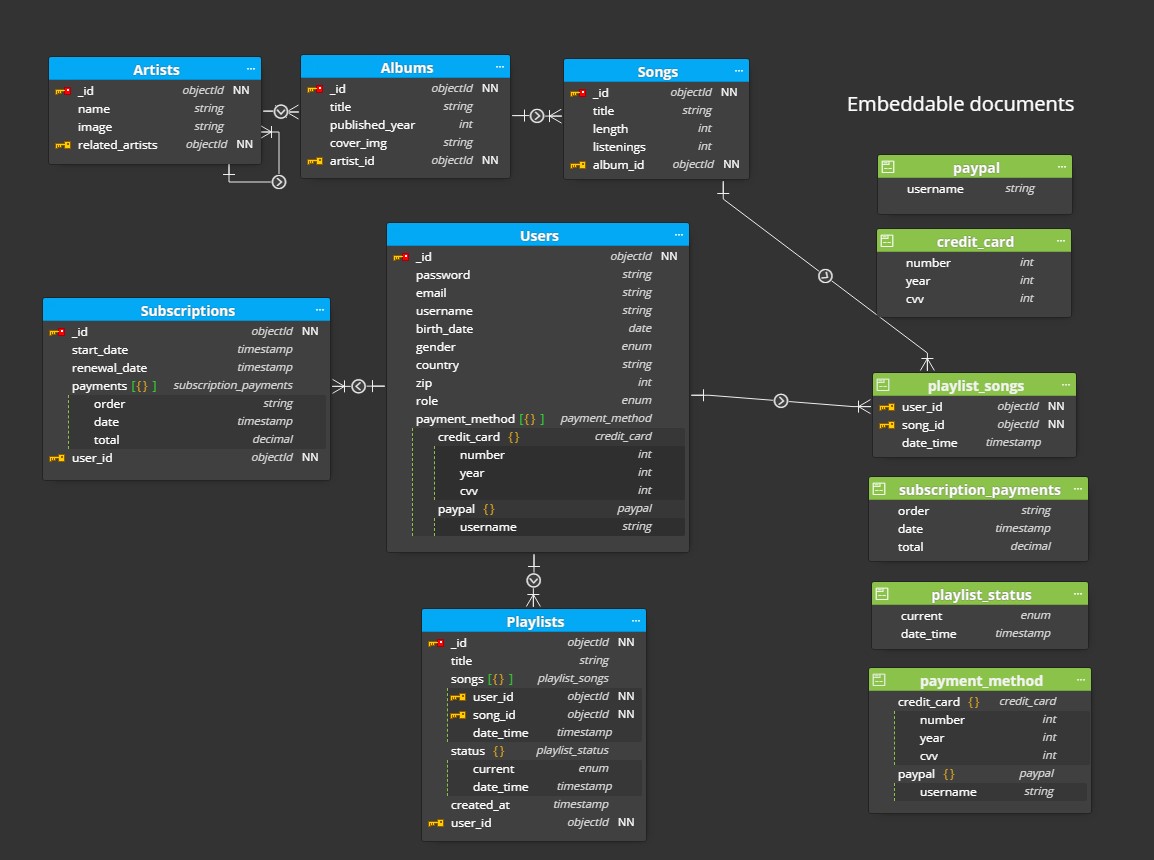 Artists ...
_id objectId NN
name string
image string
related_artists objectId NN
Albums ...
_id objectId NN
title string
published_year int
cover_img string
artist_id objectId NN
Songs ...
_id objectId NN
title string
length int
listenings int
album_id objectId NN
Embeddable documents
paypal ...
username string
credit_card ...
number int
year int
cvv int
Users ...
_id objectId NN
password string
email string
username string
birth_date date
gender enum
country string
zip int
role enum
payment_method [{} ] payment_method
credit_card {} credit_card
number int
year int
cvv int
paypal {} paypal
username string
Subscriptions ...
_id objectId NN
start_date timestamp
renewal_date timestamp
payments [{} ] subscription_payments
order string
date timestamp
total decimal
user_id objectId NN
playlist_songs ...
user_id objectId NN
song_id objectId NN
date_time timestamp
subscription_payments ...
order string
date timestamp
total decimal
playlist_status ...
current enum
date_time timestamp
Playlists ...
_id objectId NN
title string
songs [{} ] playlist_songs
user_id objectId NN
song_id objectId NN
date_time timestamp
status {} playlist_status
current enum
date_time timestamp
created_at timestamp
user_id objectId NN
payment_method ...
credit_card {} credit_card
number int
year int
cvv int
paypal {} paypal
username string